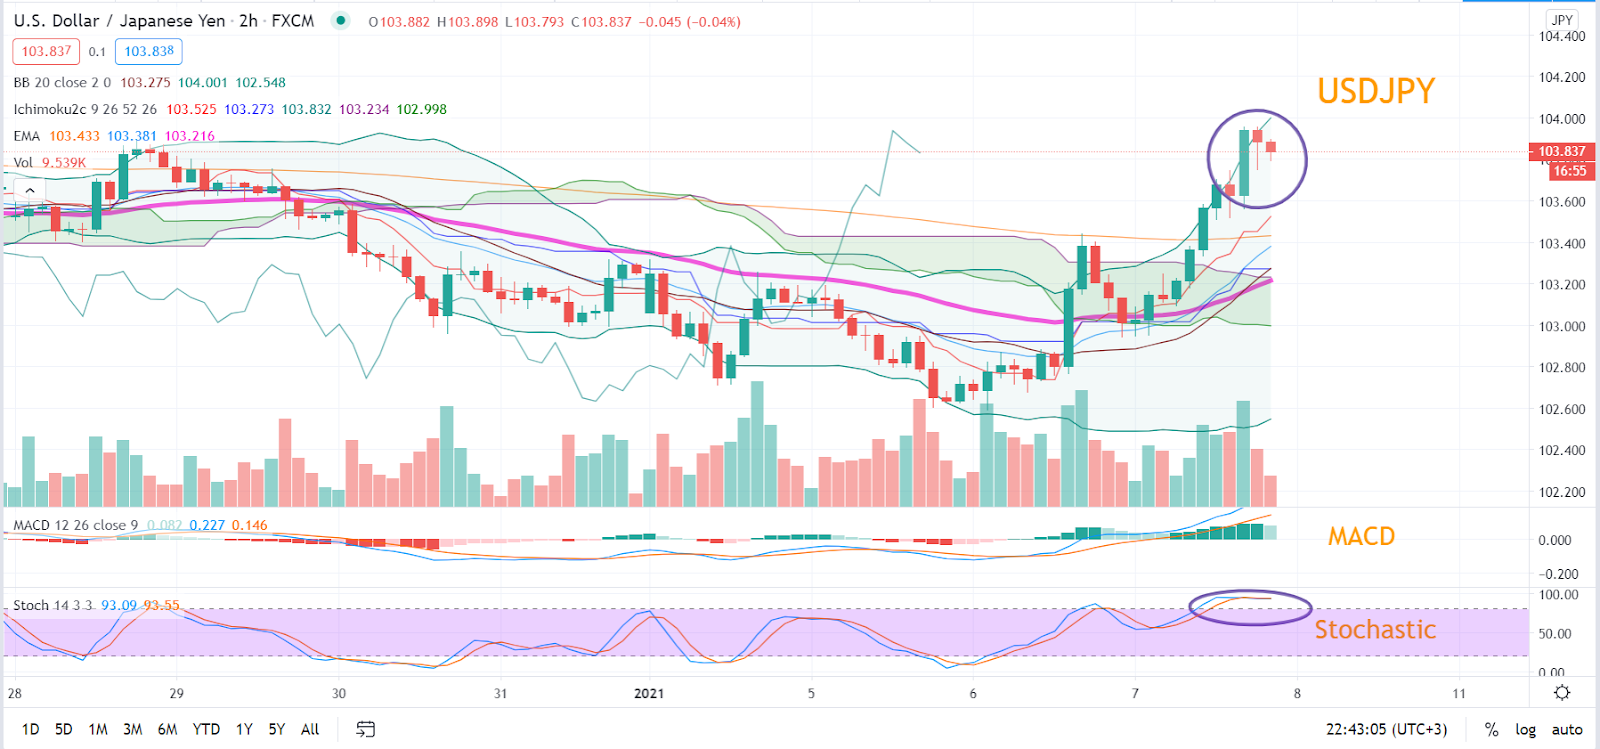 U.S. Dollar / Japanese Yen · 2h · FXCM O103.882 H103.898 L103.793 C103.837 −0.045 (−0.04%)
JPY
104.400
103.837 0.1 103.838
BB 20 close 2 0 103.275 104.001 102.548
104.200
USDJPY
Ichimoku2c 9 26 52 26 103.525 103.273 103.832 103.234 102.998
104.000
EMA 103.433 103.381 103.216
103.837
Vol 9.539K
16:55
103.600
103.400
103.200
103.000
102.800
102.600
102.400
102.200
MACD 12 26 close 9 0.082 0.227 0.146
MACD
0.000
−0.200
100.00
Stoch 14 3 3 93.09 93.55
Stochastic
50.00
0.00
28 29 30 31 2021 5 6 7 8 11
1D 5D 1M 3M 6M YTD 1Y 5Y All 22:43:05 (UTC+3) % log auto